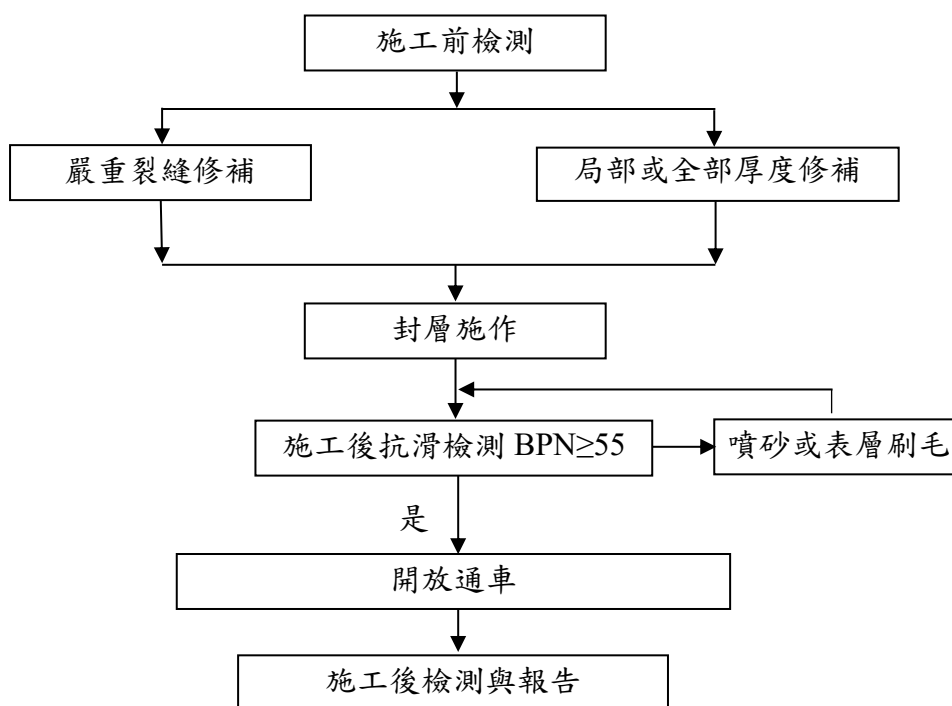 施工前檢測
嚴重裂縫修補
局部或全部厚度修補
封層施作
施工後抗滑檢測 BPN≥55
噴砂或表層刷毛
是
開放通車
施工後檢測與報告